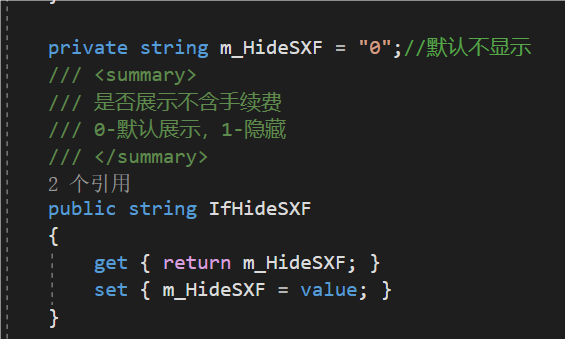 private string m_HideSXF = "0";//默认不显示
/// <summary>
/// 是否展示不含手续费
/// 0-默认展示，1-隐藏
/// </summary>
2 个引用
public string IfHideSXF
{
get { return m_HideSXF; }
set { m_HideSXF = value; }
}